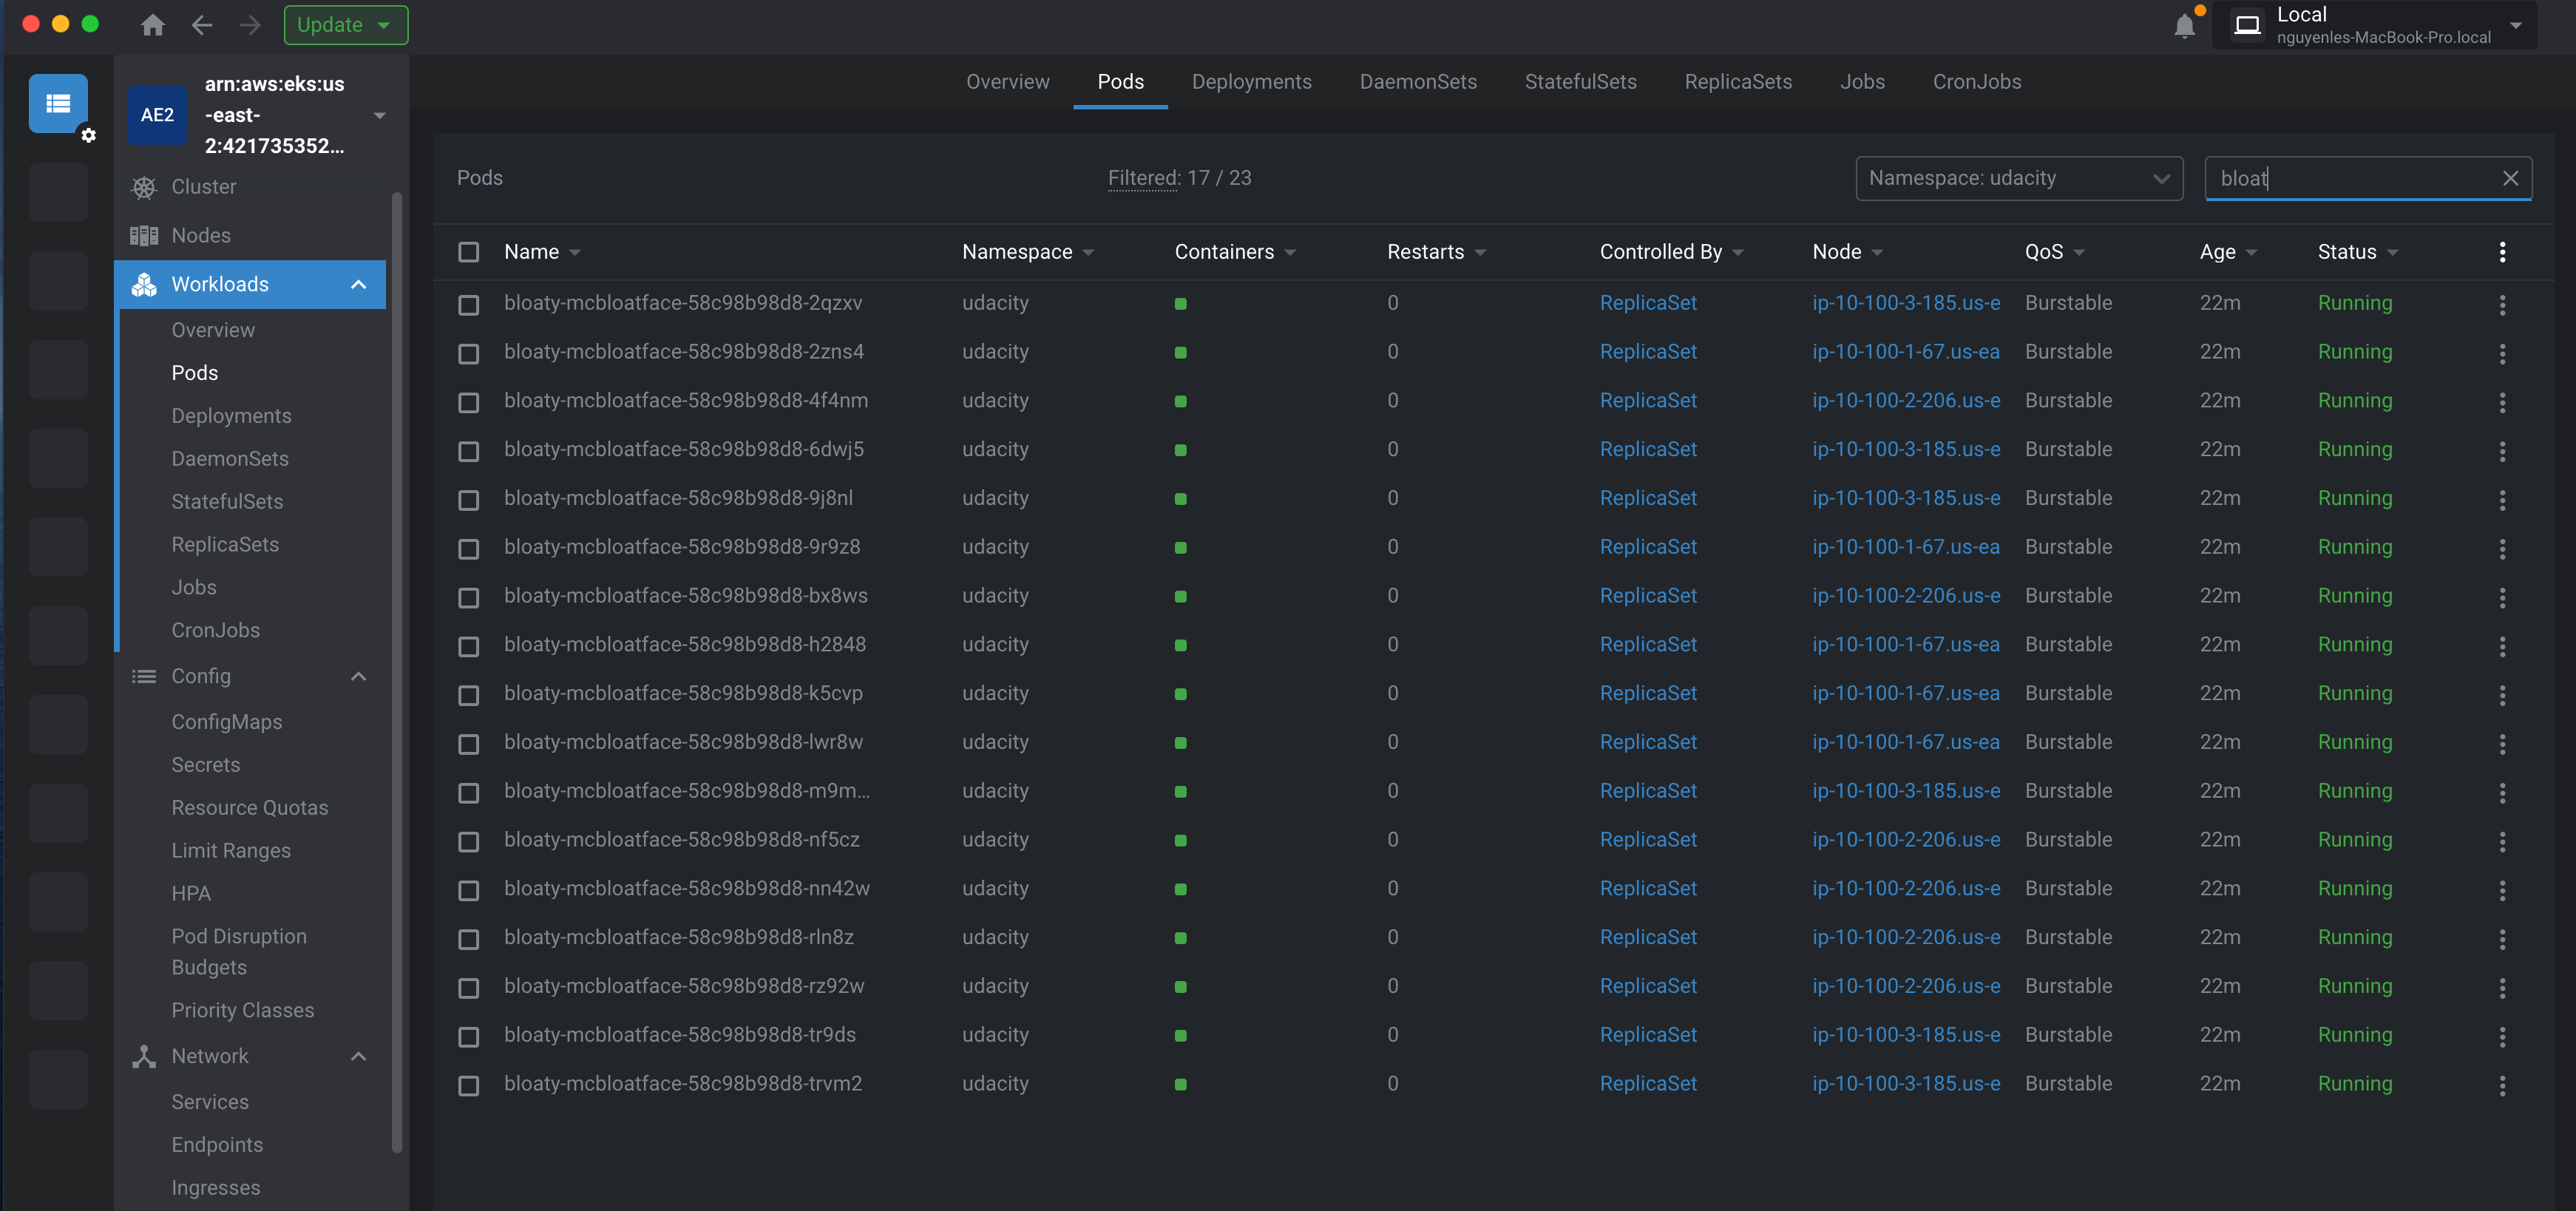 Update
Local
nguyenles-MacBook-Pro.local
AE2
arn:aws:eks:us
-east-
2:421735352...
Cluster
Nodes
Workloads
Overview
Pods
Deployments
DaemonSets
StatefulSets
ReplicaSets
Jobs
CronJobs
Config
ConfigMaps
Secrets
Resource Quotas
Limit Ranges
HPA
Pod Disruption
Budgets
Priority Classes
Network
Services
Endpoints
Ingresses
Overview Pods Deployments DaemonSets StatefulSets ReplicaSets Jobs CronJobs
Pods Filtered: 17 / 23 Namespace: udacity bloat
Name Namespace Containers Restarts Controlled By Node QoS Age Status
bloaty-mcbloatface-58c98b98d8-2qzxv udacity 0 ReplicaSet ip-10-100-3-185.us-e Burstable 22m Running
bloaty-mcbloatface-58c98b98d8-2zns4 udacity 0 ReplicaSet ip-10-100-1-67.us-ea Burstable 22m Running
bloaty-mcbloatface-58c98b98d8-4f4nm udacity 0 ReplicaSet ip-10-100-2-206.us-e Burstable 22m Running
bloaty-mcbloatface-58c98b98d8-6dwj5 udacity 0 ReplicaSet ip-10-100-3-185.us-e Burstable 22m Running
bloaty-mcbloatface-58c98b98d8-9j8nl udacity 0 ReplicaSet ip-10-100-3-185.us-e Burstable 22m Running
bloaty-mcbloatface-58c98b98d8-9r9z8 udacity 0 ReplicaSet ip-10-100-1-67.us-ea Burstable 22m Running
bloaty-mcbloatface-58c98b98d8-bx8ws udacity 0 ReplicaSet ip-10-100-2-206.us-e Burstable 22m Running
bloaty-mcbloatface-58c98b98d8-h2848 udacity 0 ReplicaSet ip-10-100-1-67.us-ea Burstable 22m Running
bloaty-mcbloatface-58c98b98d8-k5cvp udacity 0 ReplicaSet ip-10-100-1-67.us-ea Burstable 22m Running
bloaty-mcbloatface-58c98b98d8-lwr8w udacity 0 ReplicaSet ip-10-100-1-67.us-ea Burstable 22m Running
bloaty-mcbloatface-58c98b98d8-m9m... udacity 0 ReplicaSet ip-10-100-3-185.us-e Burstable 22m Running
bloaty-mcbloatface-58c98b98d8-nf5cz udacity 0 ReplicaSet ip-10-100-2-206.us-e Burstable 22m Running
bloaty-mcbloatface-58c98b98d8-nn42w udacity 0 ReplicaSet ip-10-100-2-206.us-e Burstable 22m Running
bloaty-mcbloatface-58c98b98d8-rln8z udacity 0 ReplicaSet ip-10-100-2-206.us-e Burstable 22m Running
bloaty-mcbloatface-58c98b98d8-rz92w udacity 0 ReplicaSet ip-10-100-2-206.us-e Burstable 22m Running
bloaty-mcbloatface-58c98b98d8-tr9ds udacity 0 ReplicaSet ip-10-100-3-185.us-e Burstable 22m Running
bloaty-mcbloatface-58c98b98d8-trvm2 udacity 0 ReplicaSet ip-10-100-3-185.us-e Burstable 22m Running